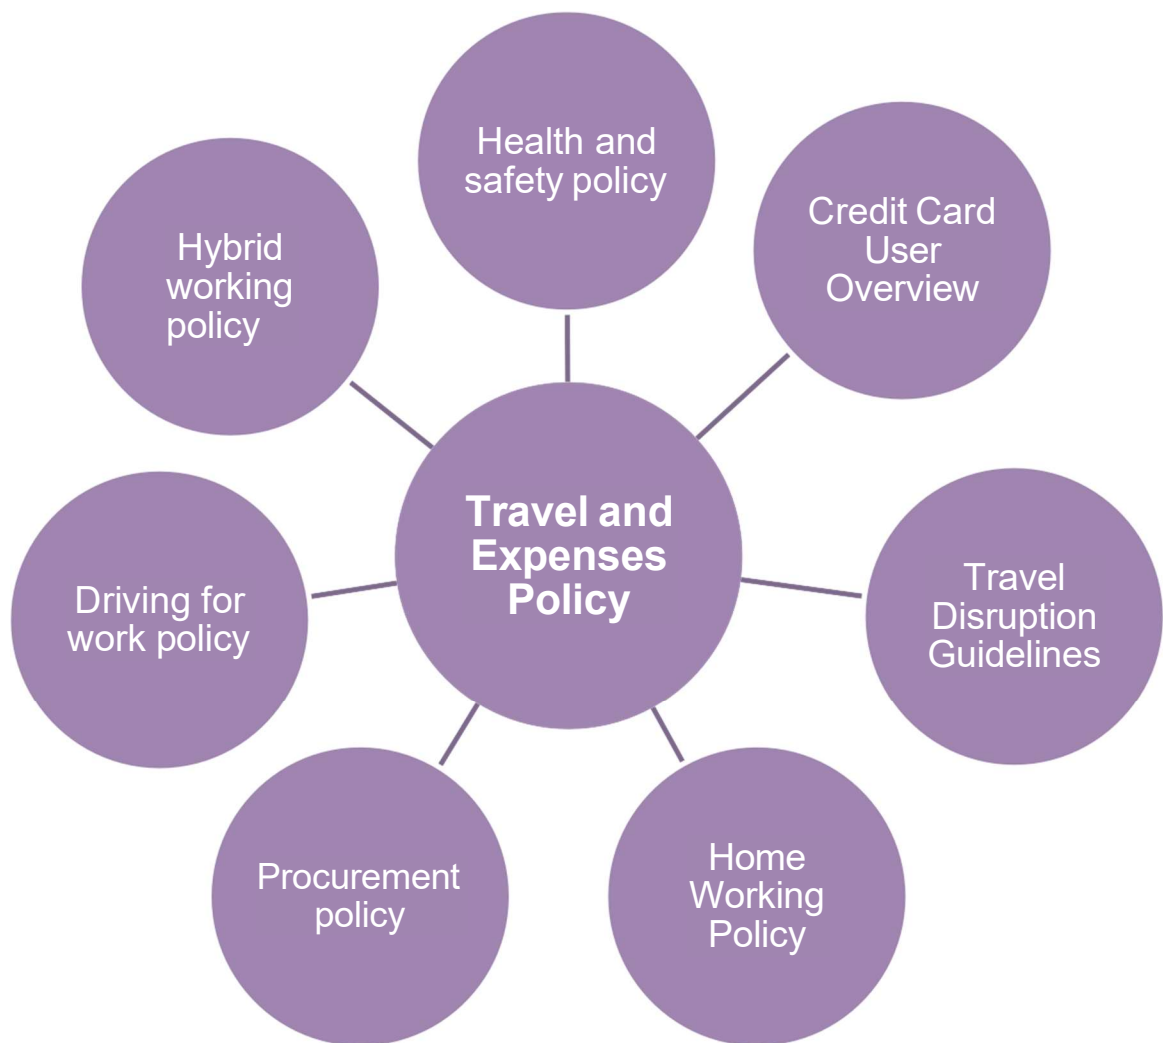 Health and
safety policy
Credit Card
User
Overview
Hybrid
working
policy
Travel and
Expenses
Policy
Travel
Disruption
Guidelines
Driving for
work policy
Home
Working
Policy
Procurement
policy